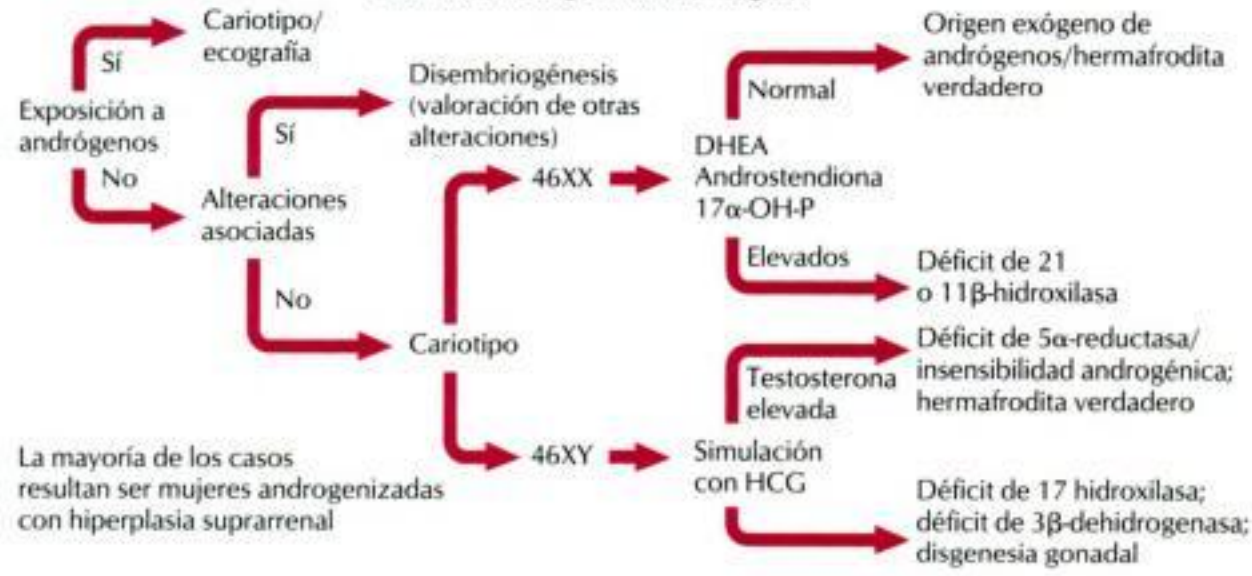 Sí
Cariotipo/
ecografía
Exposición a
andrógenos
No
Alteraciones
asociadas
Sí
Disembriogénesis
(valoración de otras
alteraciones)
No
Cariotipo
46XX
DHEA
Androstendiona
17α-OH-P
Normal
Origen exógeno de
andrógenos/hermafrodita
verdadero
Elevados
Déficit de 21
o 11β-hidroxilasa
46XY
Simulación
con HCG
Testosterona
elevada
Déficit de 5α-reductasa/
insensibilidad androgénica;
hermafrodita verdadero
Déficit de 17 hidroxilasa;
déficit de 3β-dehidrogenasa;
disgenesia gonadal
La mayoría de los casos
resultan ser mujeres androgenizadas
con hiperplasia suprarrenal